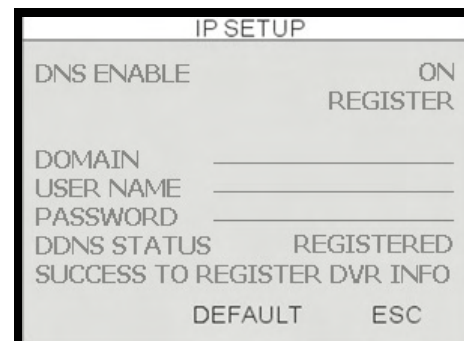 IP SETUP
DNS ENABLE ON
REGISTER
DOMAIN
USER NAME
PASSWORD
DDNS STATUS REGISTERED
SUCCESS TO REGISTER DVR INFO
DEFAULT ESC